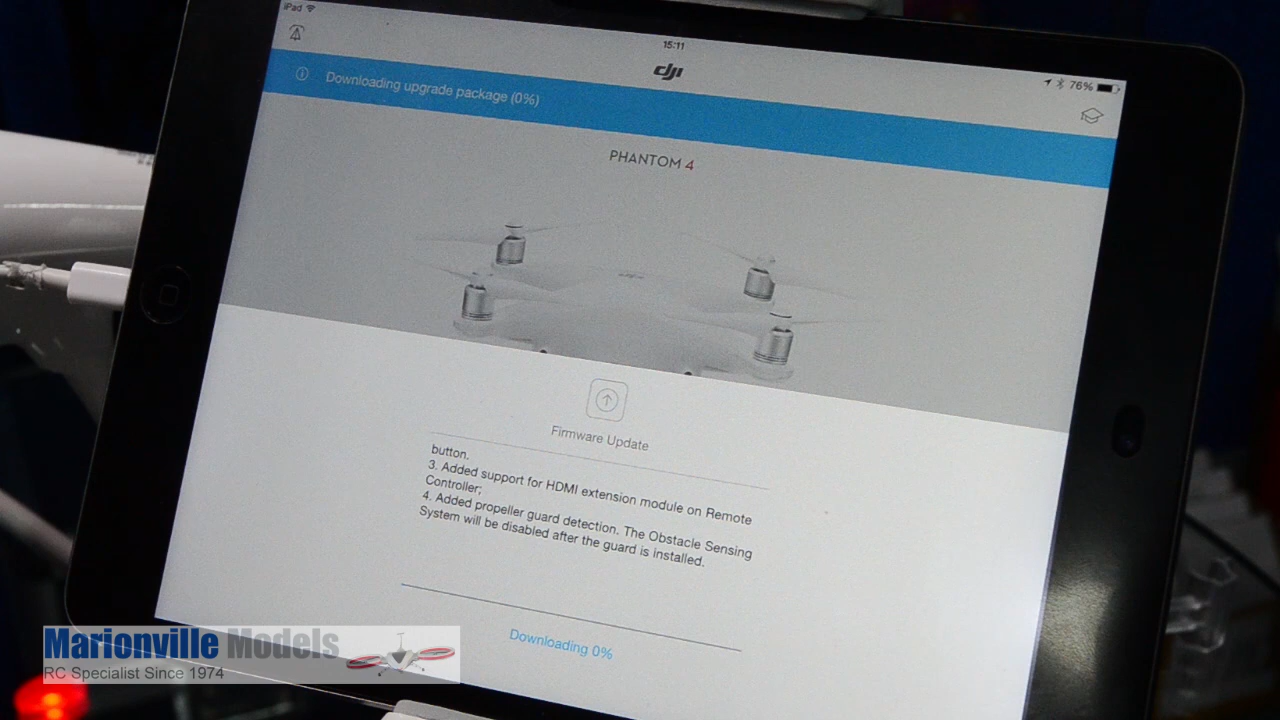 iPad
15:11
76%
dji
Downloading upgrade package (0%)
PHANTOM 4
Firmware Update
button.
3. Added support for HDMI extension module on Remote
Controller;
4. Added propeller guard detection. The Obstacle Sensing
System will be disabled after the guard is installed.
Downloading 0%
Marionville Models
RC Specialist Since 1974